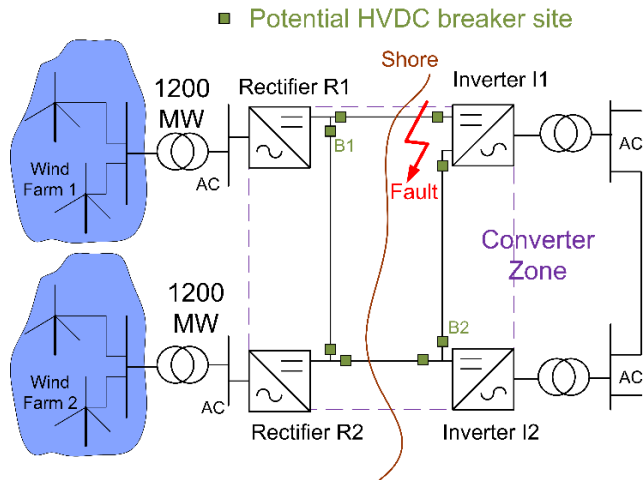 Potential HVDC breaker site
Shore
Rectifier R1
Inverter I1
1200
MW
B1
Wind
Farm 1
AC
Fault
AC
Converter
Zone
1200
MW
B2
Wind
Farm 2
AC
AC
Rectifier R2
Inverter I2